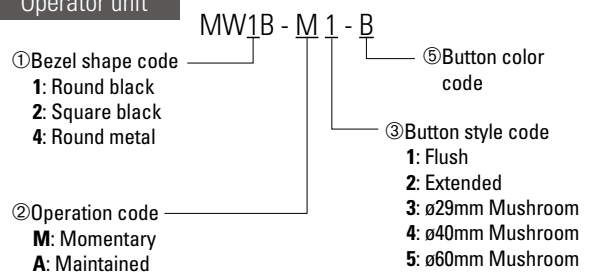 Operator unit
MW1B - M 1 - B
①Bezel shape code
1: Round black
2: Square black
4: Round metal
⑤Button color
code
③Button style code
1: Flush
2: Extended
3: ø29mm Mushroom
4: ø40mm Mushroom
5: ø60mm Mushroom
②Operation code
M: Momentary
A: Maintained